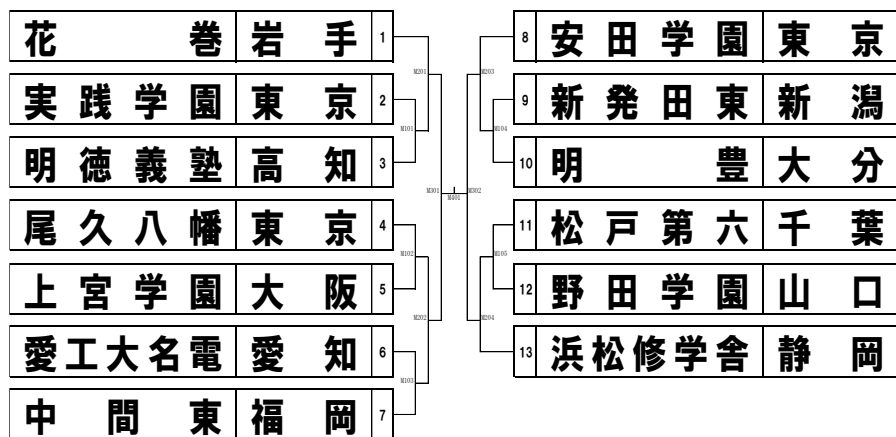 花巻 岩手 1
実践学園 東京 2
明徳義塾 高知 3
尾久八幡 東京 4
上宮学園 大阪 5
愛工大名電 愛知 6
中間東 福岡 7
M201
M101
M301
M102
M202
M103
M401
8 安田学園 東京
9 新発田東 新潟
10 明豊 大分
11 松戸第六 千葉
12 野田学園 山口
13 浜松修学舎 静岡
M203
M104
M302
M105
M204